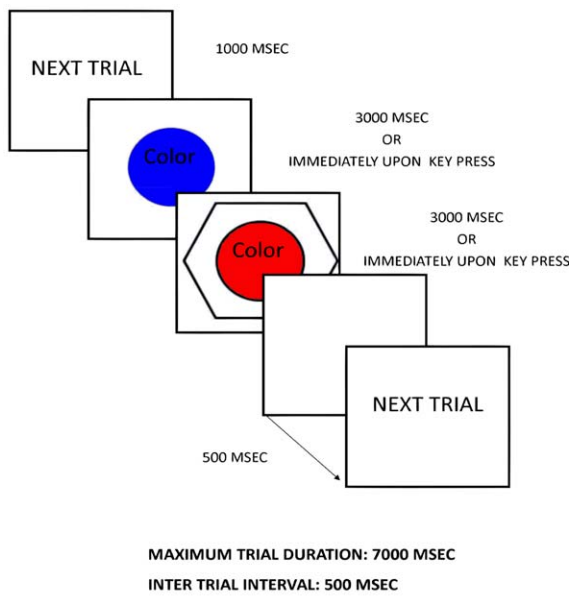 NEXT TRIAL
1000 MSEC
Color
3000 MSEC
OR
IMMEDIATELY UPON KEY PRESS
Color
3000 MSEC
OR
IMMEDIATELY UPON KEY PRESS
NEXT TRIAL
500 MSEC
MAXIMUM TRIAL DURATION: 7000 MSEC
INTER TRIAL INTERVAL: 500 MSEC